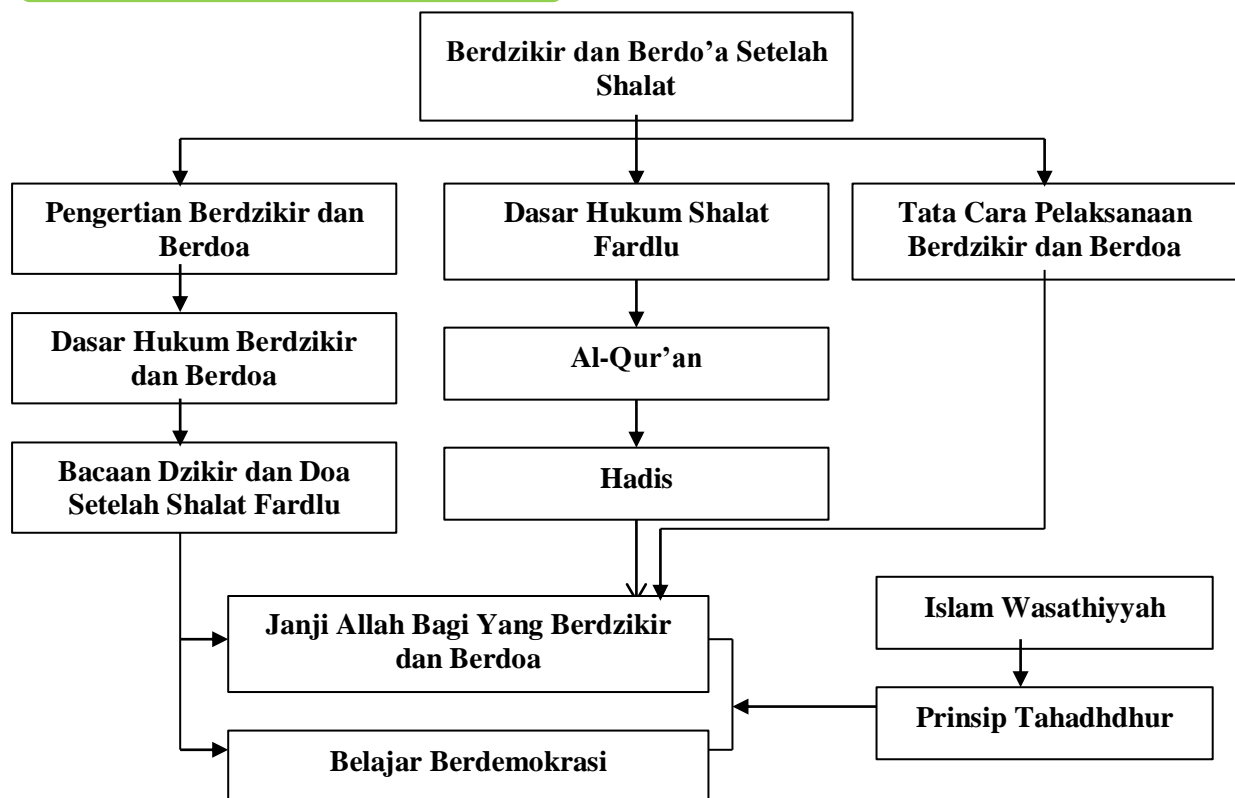 Berdzikir dan Berdo’a Setelah
Shalat
Pengertian Berdzikir dan
Berdoa
Dasar Hukum Shalat
Fardlu
Tata Cara Pelaksanaan
Berdzikir dan Berdoa
Dasar Hukum Berdzikir
dan Berdoa
Al-Qur’an
Bacaan Dzikir dan Doa
Setelah Shalat Fardlu
Hadis
Janji Allah Bagi Yang Berdzikir
dan Berdoa
Islam Wasathiyyah
Prinsip Tahadhdhur
Belajar Berdemokrasi